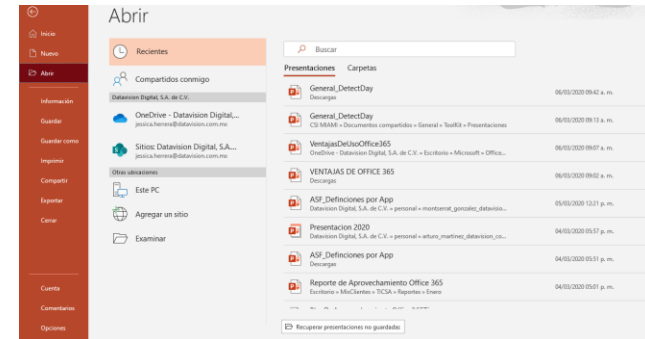 Abrir
Inicio
Nuevo
Abrir
Información
Guardar
Guardar como
Imprimir
Compartir
Exportar
Cerrar
Cuenta
Comentarios
Opciones
Recientes
Compartidos conmigo
Datavision Digital, S.A. de C.V.
OneDrive - Datavision Digital,...
jessica.herrera@datavision.com.mx
Sitios: Datavision Digital, S.A...
jessica.herrera@datavision.com.mx
Otras ubicaciones
Este PC
Agregar un sitio
Examinar
Buscar
Presentaciones Carpetas
General_DetectDay 06/03/2020 09:42 a. m.
Descargas
General_DetectDay 06/03/2020 09:13 a. m.
CSI MIAMI » Documentos compartidos » General » ToolKit » Presentaciones
VentajasDeUsoOffice365 06/03/2020 09:07 a. m.
OneDrive - Datavision Digital, S.A. de C.V. » Escritorio » Microsoft » Office...
VENTAJAS DE OFFICE 365 06/03/2020 09:02 a. m.
Descargas
ASF_Definciones por App 05/03/2020 12:21 p. m.
Datavision Digital, S.A. de C.V. » personal » montserrat_gonzalez_datavisio...
Presentacion 2020 04/03/2020 05:57 p. m.
Datavision Digital, S.A. de C.V. » personal » arturo_martinez_datavision_co...
ASF_Definciones por App 04/03/2020 05:51 p. m.
Descargas
Reporte de Aprovechamiento Office 365 04/03/2020 05:01 p. m.
Escritorio » MisClientes » TICSA » Reportes » Enero
Recuperar presentaciones no guardadas